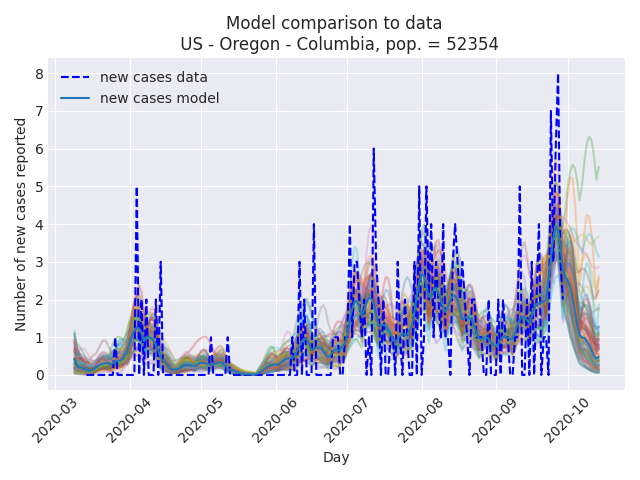 Model comparison to data
US - Oregon - Columbia, pop. = 52354
new cases data
new cases model
Number of new cases reported
8
7
6
5
4
3
2
1
0
2020-03
2020-04
2020-05
2020-06
2020-07
2020-08
2020-09
2020-10
Day